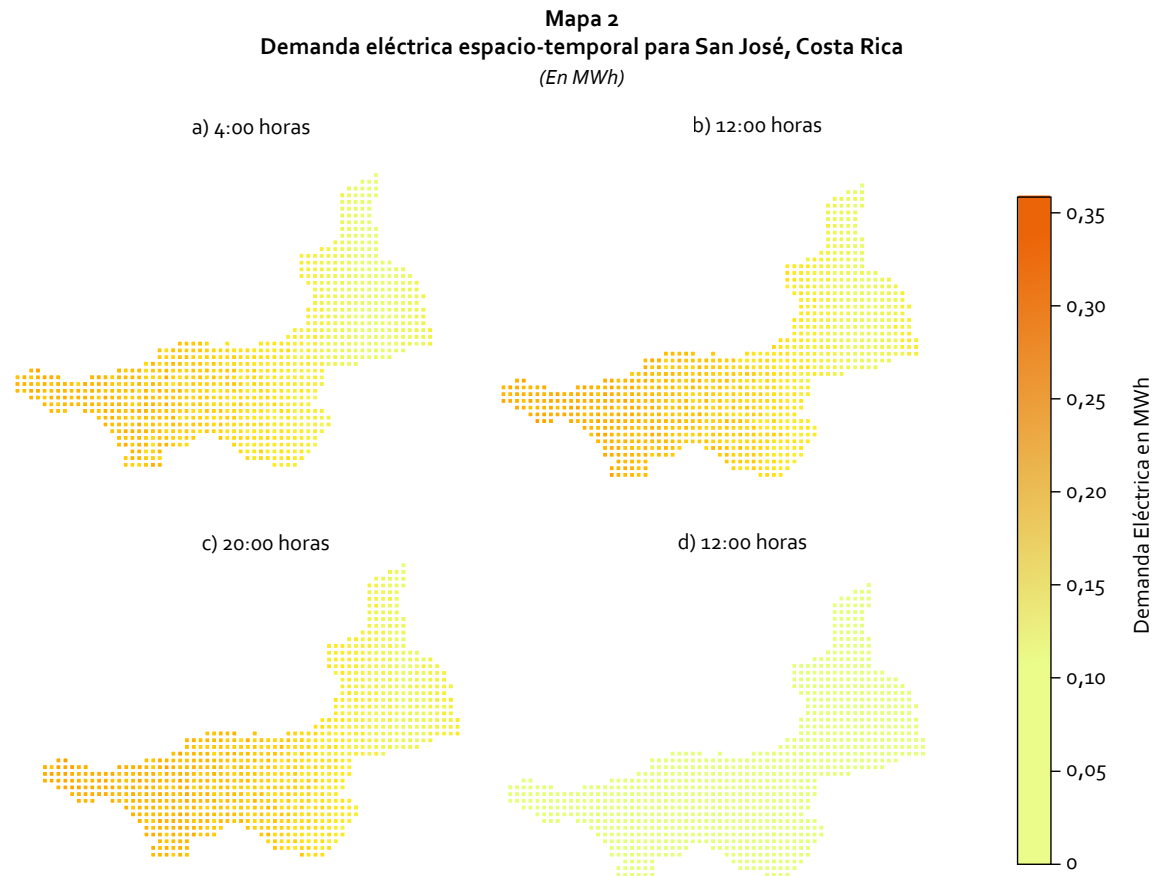 Mapa 2
Demanda eléctrica espacio-temporal para San José, Costa Rica
(En MWh)
a) 4:00 horas
b) 12:00 horas
c) 20:00 horas
d) 12:00 horas
0,35
0,30
0,25
0,20
0,15
0,10
0,05
0
Demanda Eléctrica en MWh